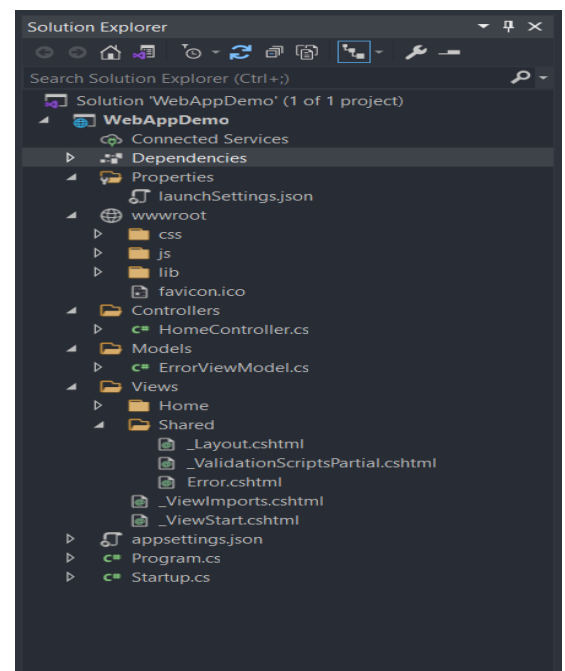 Solution Explorer
Search Solution Explorer (Ctrl+;)
Solution 'WebAppDemo' (1 of 1 project)
WebAppDemo
Connected Services
Dependencies
Properties
launchSettings.json
wwwroot
css
js
lib
favicon.ico
Controllers
C# HomeController.cs
Models
C# ErrorViewModel.cs
Views
Home
Shared
_Layout.cshtml
_ValidationScriptsPartial.cshtml
Error.cshtml
_ViewImports.cshtml
_ViewStart.cshtml
appsettings.json
C# Program.cs
C# Startup.cs